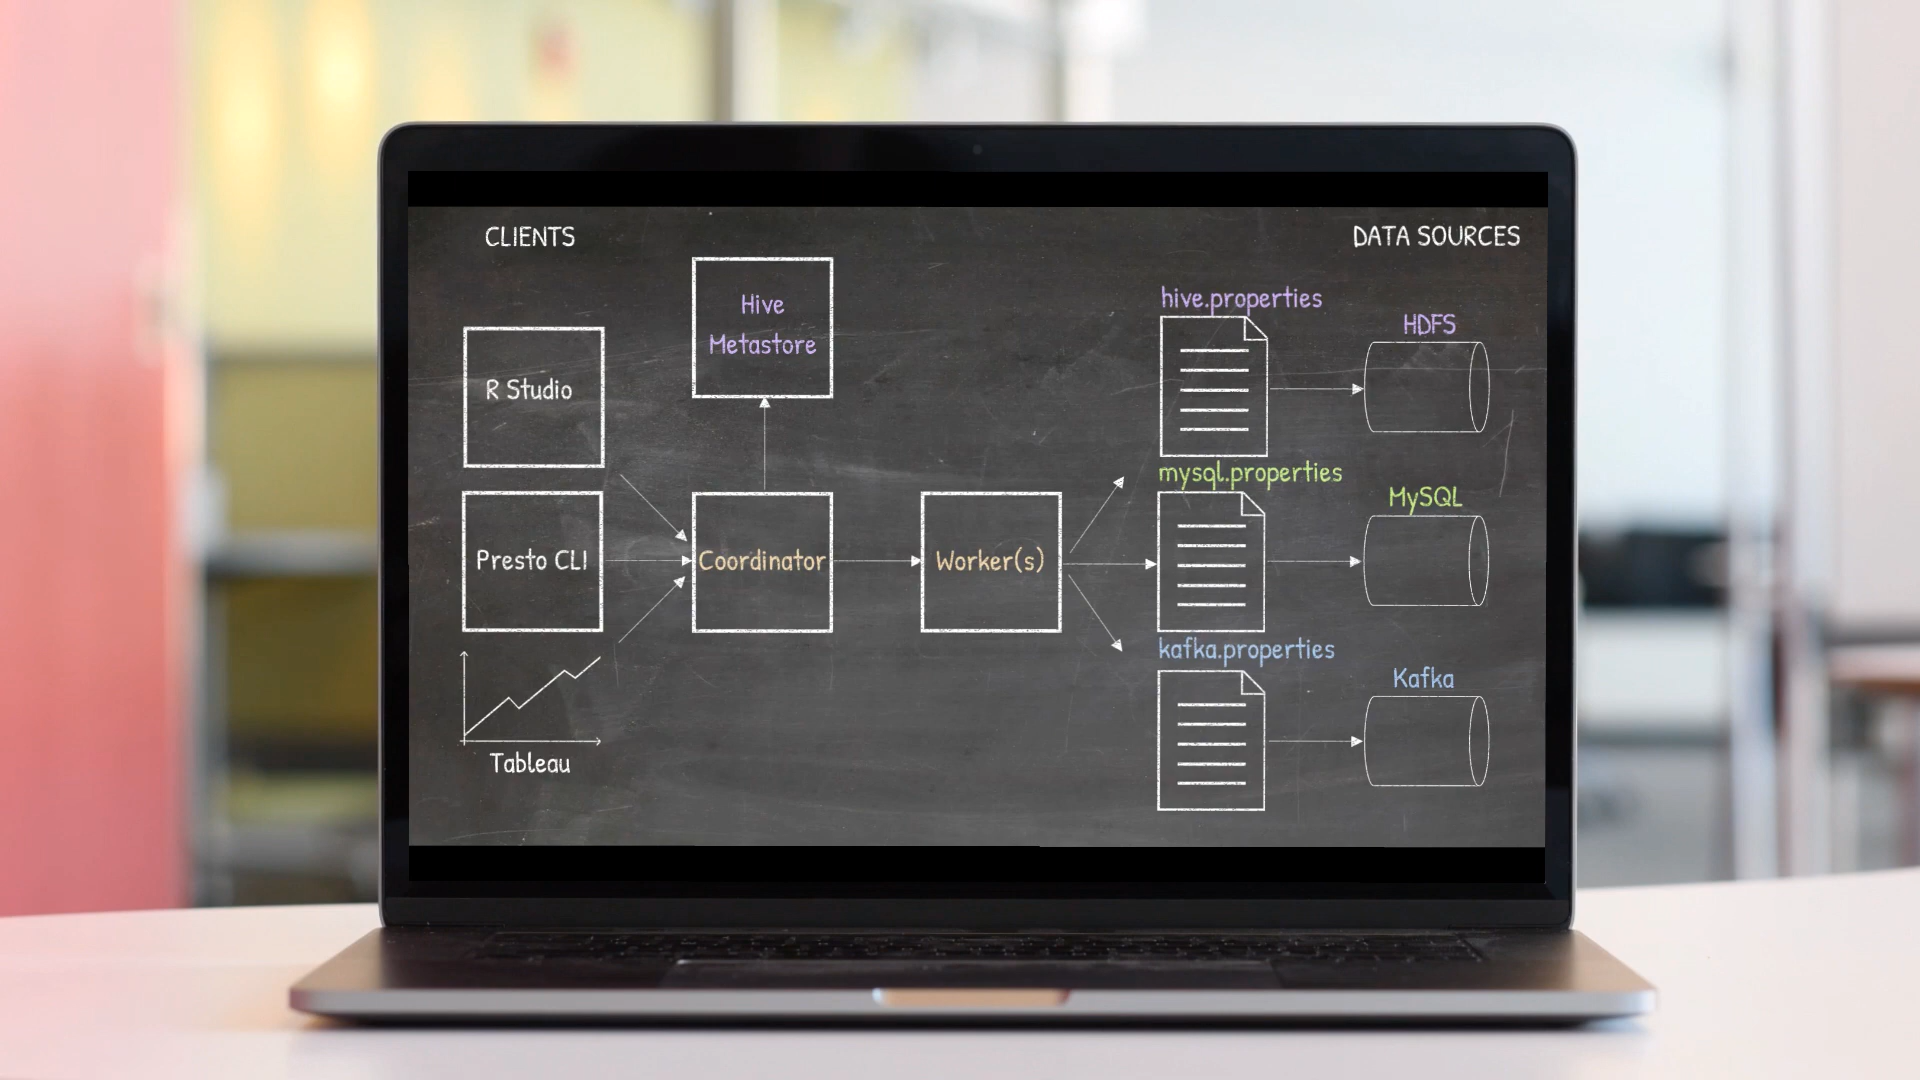 CLIENTS
DATA SOURCES
Hive
Metastore
hive.properties
HDFS
R Studio
mysql.properties
MySQL
Presto CLI
Coordinator
Worker(s)
kafka.properties
Kafka
Tableau